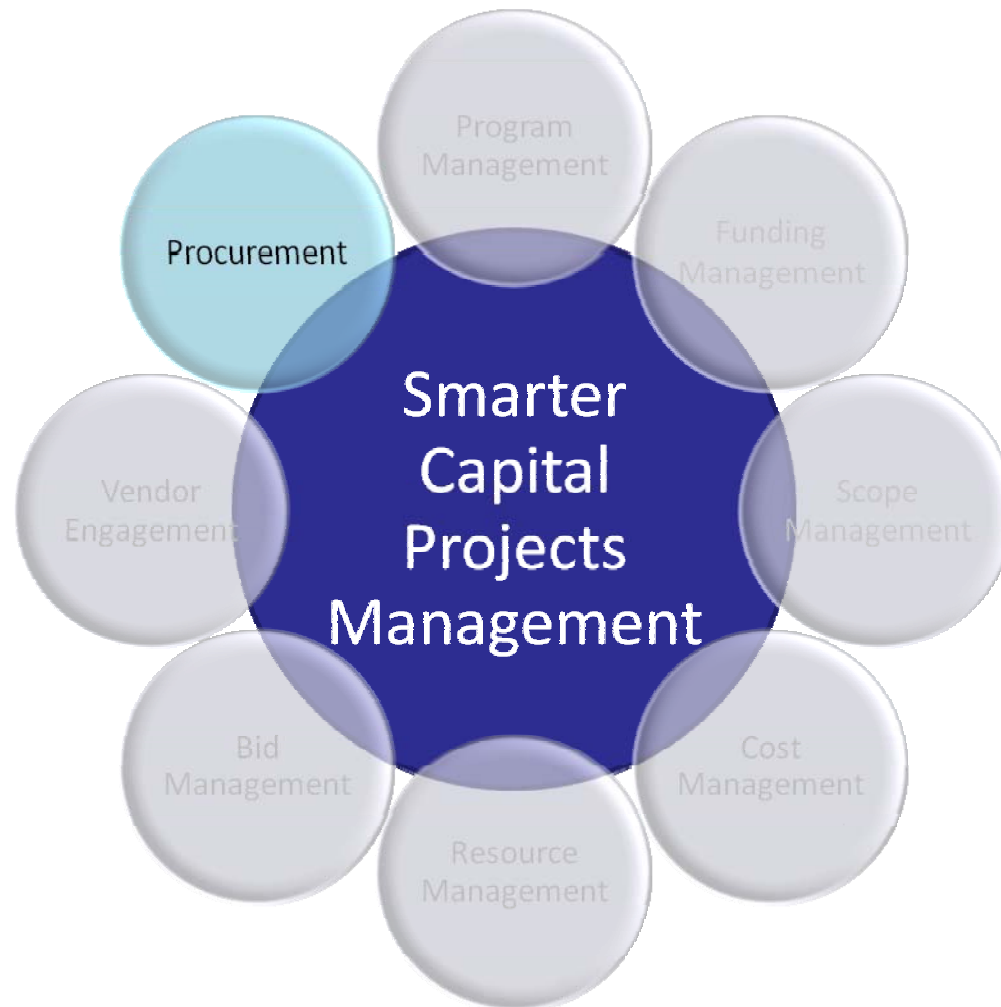 Program
Management
Procurement
Funding
Management
Smarter
Capital
Projects
Management
Vendor
Engagement
Scope
Management
Bid
Management
Cost
Management
Resource
Management